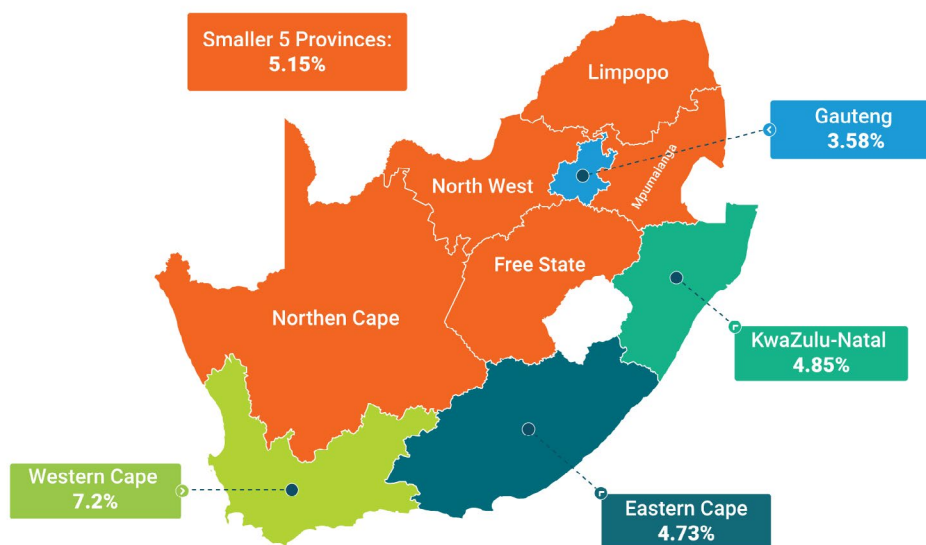 Smaller 5 Provinces:
5.15%
Limpopo
Gauteng
3.58%
North West
Mpumalanga
Free State
Northen Cape
KwaZulu-Natal
4.85%
Western Cape
7.2%
Eastern Cape
4.73%